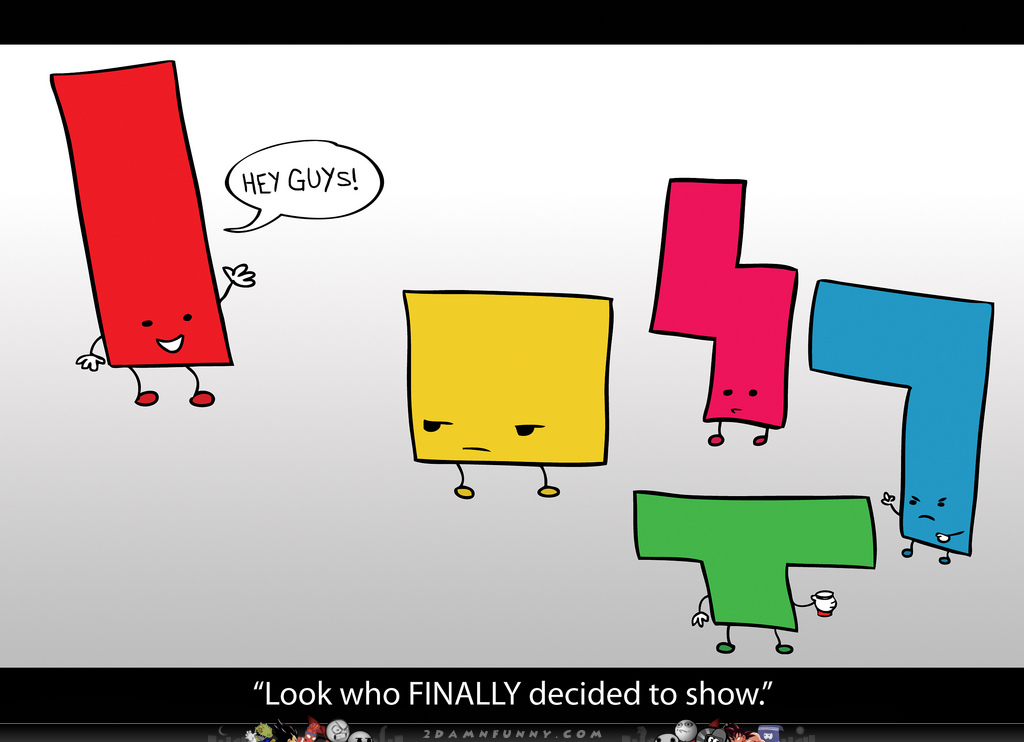 HEY GUYS!
“Look who FINALLY decided to show.”
2DAMNFUNNY.COM